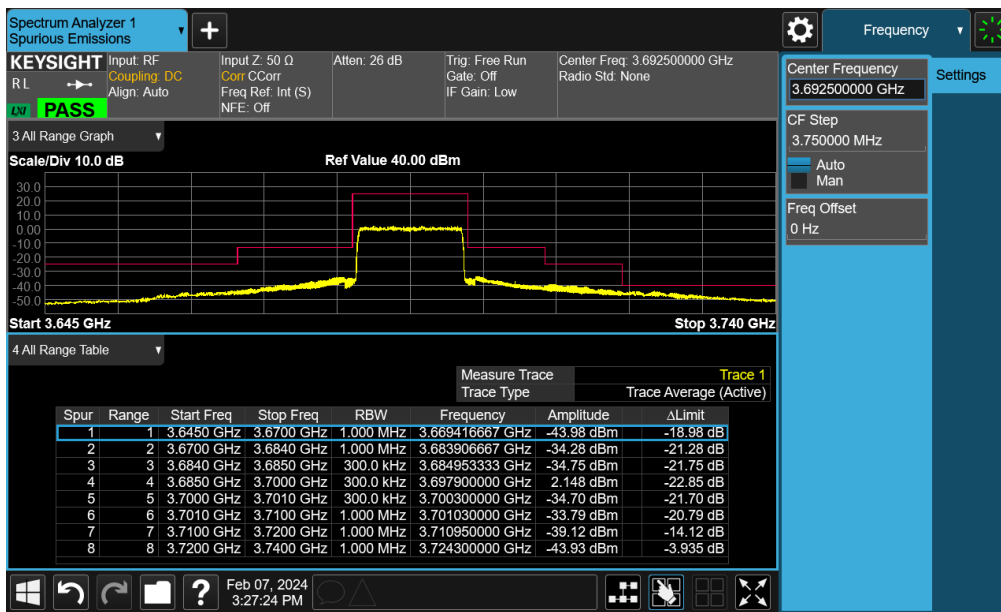 Spectrum Analyzer 1
Spurious Emissions
Frequency
KEYSIGHT
R L
LXI PASS
Input: RF
Coupling: DC
Align: Auto
Input Z: 50 Ω
Corr CCorr
Freq Ref: Int (S)
NFE: Off
Atten: 26 dB
Trig: Free Run
Gate: Off
IF Gain: Low
Center Freq: 3.692500000 GHz
Radio Std: None
Center Frequency
3.692500000 GHz
Settings
CF Step
3.750000 MHz
Auto
Man
Freq Offset
0 Hz
3 All Range Graph
Scale/Div 10.0 dB Ref Value 40.00 dBm
30.0
20.0
10.0
0.00
-10.0
-20.0
-30.0
-40.0
-50.0
Start 3.645 GHz Stop 3.740 GHz
4 All Range Table
Measure Trace Trace 1
Trace Type Trace Average (Active)
Spur Range Start Freq Stop Freq RBW Frequency Amplitude ΔLimit
1 1 3.6450 GHz 3.6700 GHz 1.000 MHz 3.669416667 GHz -43.98 dBm -18.98 dB
2 2 3.6700 GHz 3.6840 GHz 1.000 MHz 3.683906667 GHz -34.28 dBm -21.28 dB
3 3 3.6840 GHz 3.6850 GHz 300.0 kHz 3.684953333 GHz -34.75 dBm -21.75 dB
4 4 3.6850 GHz 3.7000 GHz 300.0 kHz 3.697900000 GHz 2.148 dBm -22.85 dB
5 5 3.7000 GHz 3.7010 GHz 300.0 kHz 3.700300000 GHz -34.70 dBm -21.70 dB
6 6 3.7010 GHz 3.7100 GHz 1.000 MHz 3.701030000 GHz -33.79 dBm -20.79 dB
7 7 3.7100 GHz 3.7200 GHz 1.000 MHz 3.710950000 GHz -39.12 dBm -14.12 dB
8 8 3.7200 GHz 3.7400 GHz 1.000 MHz 3.724300000 GHz -43.93 dBm -3.935 dB
Feb 07, 2024
3:27:24 PM